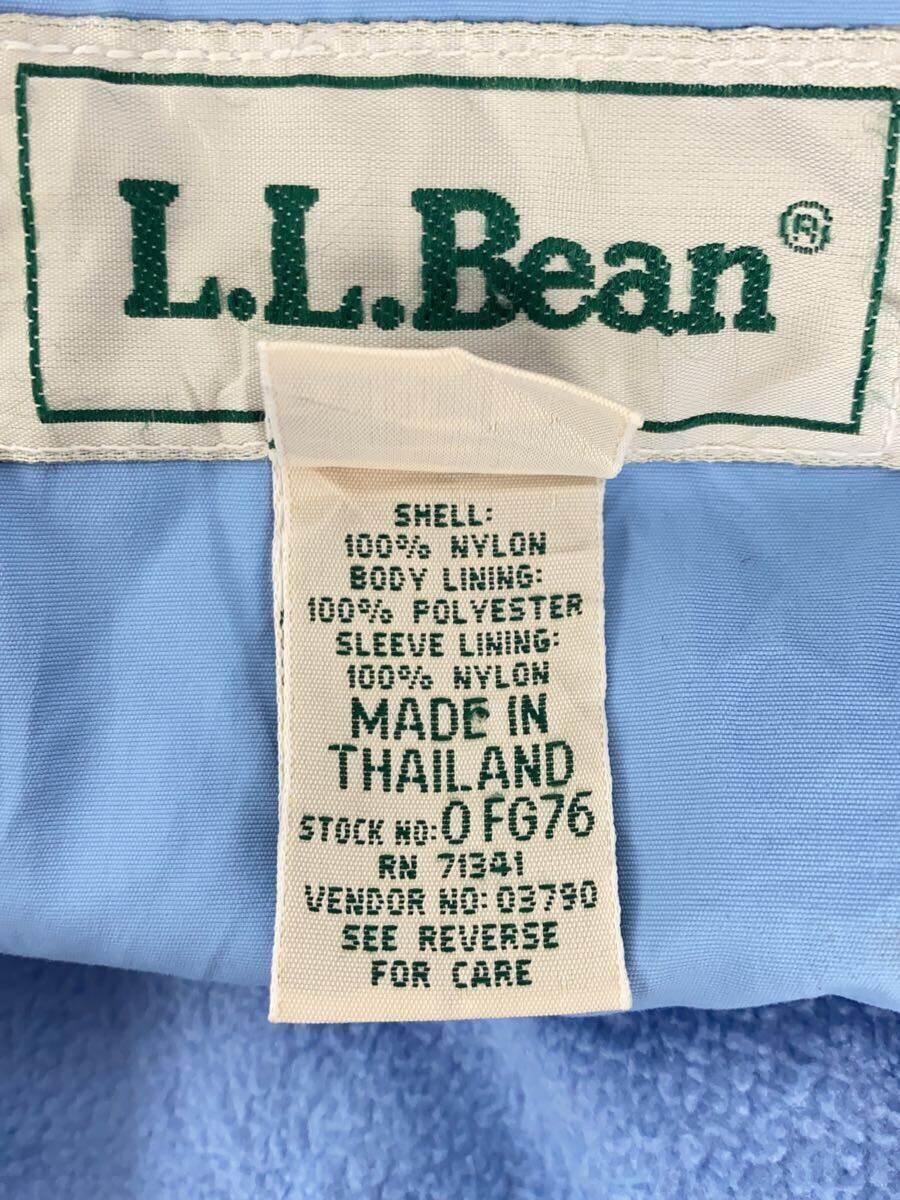 L.L.Bean®
SHELL:
100% NYLON
BODY LINING:
100% POLYESTER
SLEEVE LINING:
100% NYLON
MADE IN
THAILAND
STOCK NO: 0 FG76
RN 71341
VENDOR NO: 03790
SEE REVERSE
FOR CARE